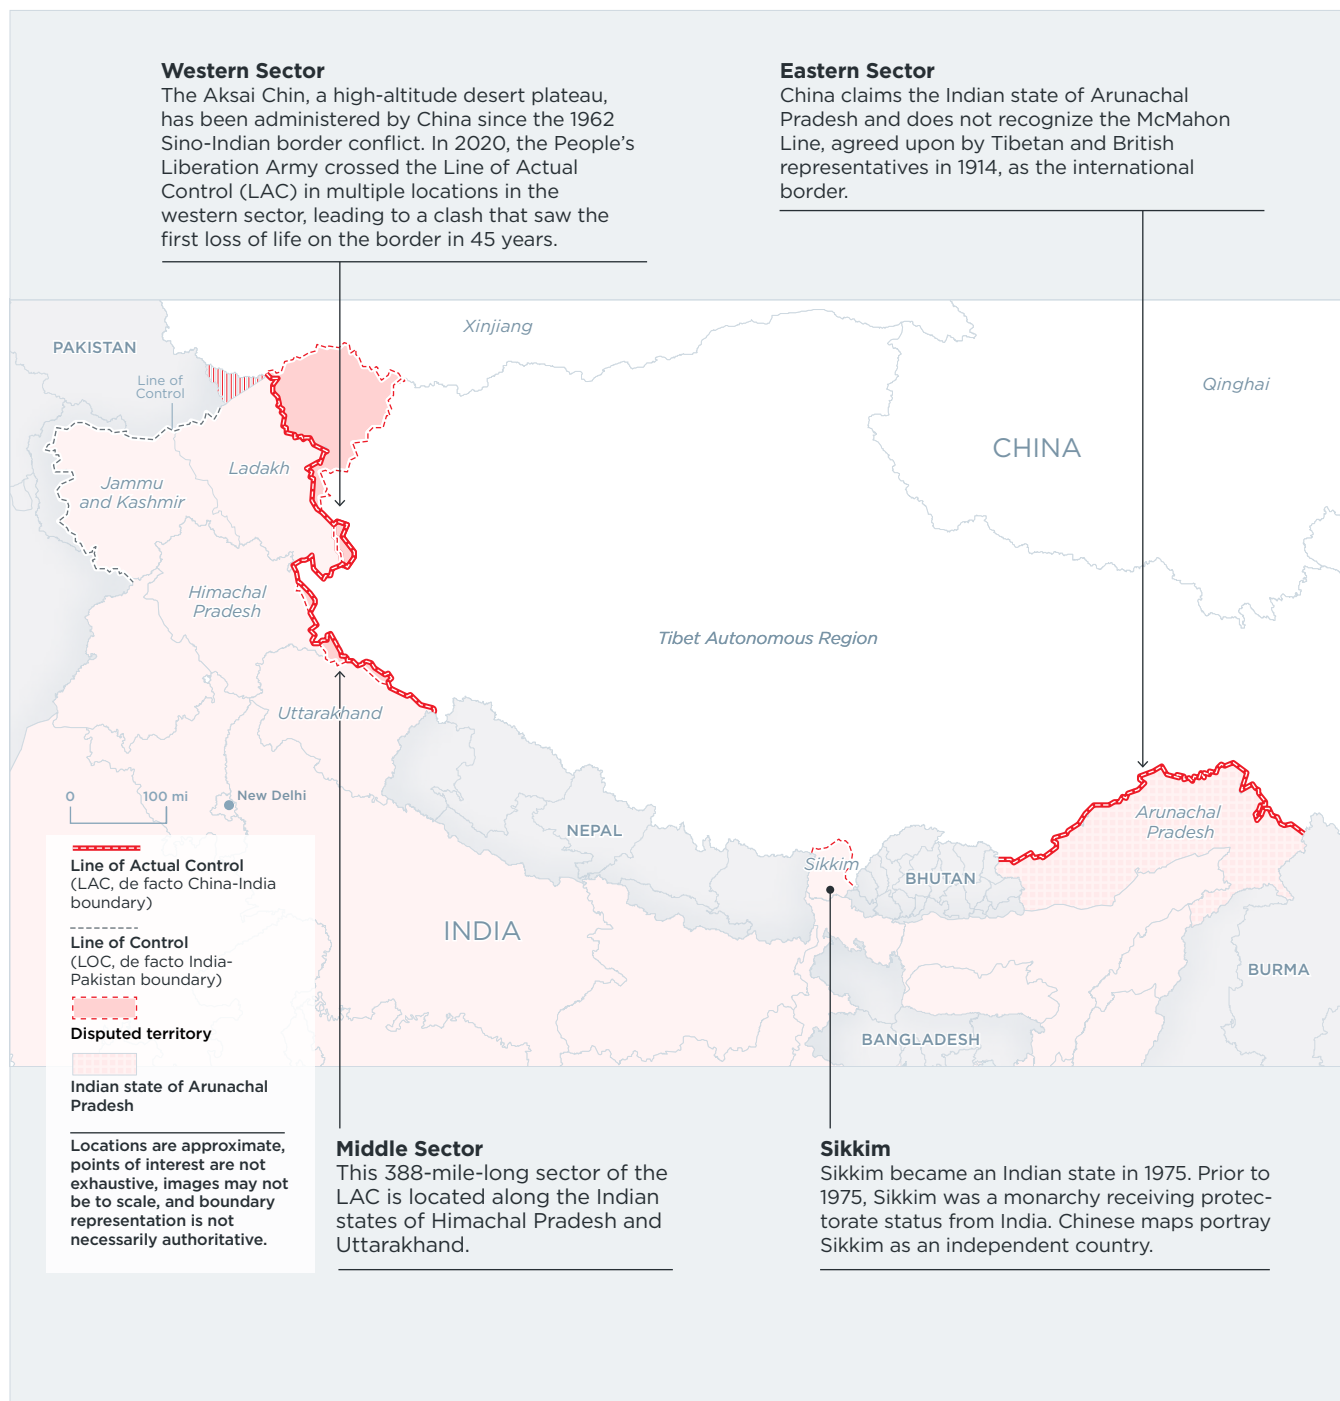 Western Sector
The Aksai Chin, a high-altitude desert plateau,
has been administered by China since the 1962
Sino-Indian border conflict. In 2020, the People’s
Liberation Army crossed the Line of Actual
Control (LAC) in multiple locations in the
western sector, leading to a clash that saw the
first loss of life on the border in 45 years.
Eastern Sector
China claims the Indian state of Arunachal
Pradesh and does not recognize the McMahon
Line, agreed upon by Tibetan and British
representatives in 1914, as the international
border.
Xinjiang
PAKISTAN
Line of
Control
Qinghai
CHINA
Ladakh
Jammu
and Kashmir
Himachal
Pradesh
Tibet Autonomous Region
Uttarakhand
0 100 mi
New Delhi
NEPAL
Arunachal
Pradesh
Sikkim
BHUTAN
INDIA
BURMA
BANGLADESH
Line of Actual Control
(LAC, de facto China-India
boundary)
Line of Control
(LOC, de facto India-
Pakistan boundary)
Disputed territory
Indian state of Arunachal
Pradesh
Locations are approximate,
points of interest are not
exhaustive, images may not
be to scale, and boundary
representation is not
necessarily authoritative.
Middle Sector
This 388-mile-long sector of the
LAC is located along the Indian
states of Himachal Pradesh and
Uttarakhand.
Sikkim
Sikkim became an Indian state in 1975. Prior to
1975, Sikkim was a monarchy receiving protec-
torate status from India. Chinese maps portray
Sikkim as an independent country.